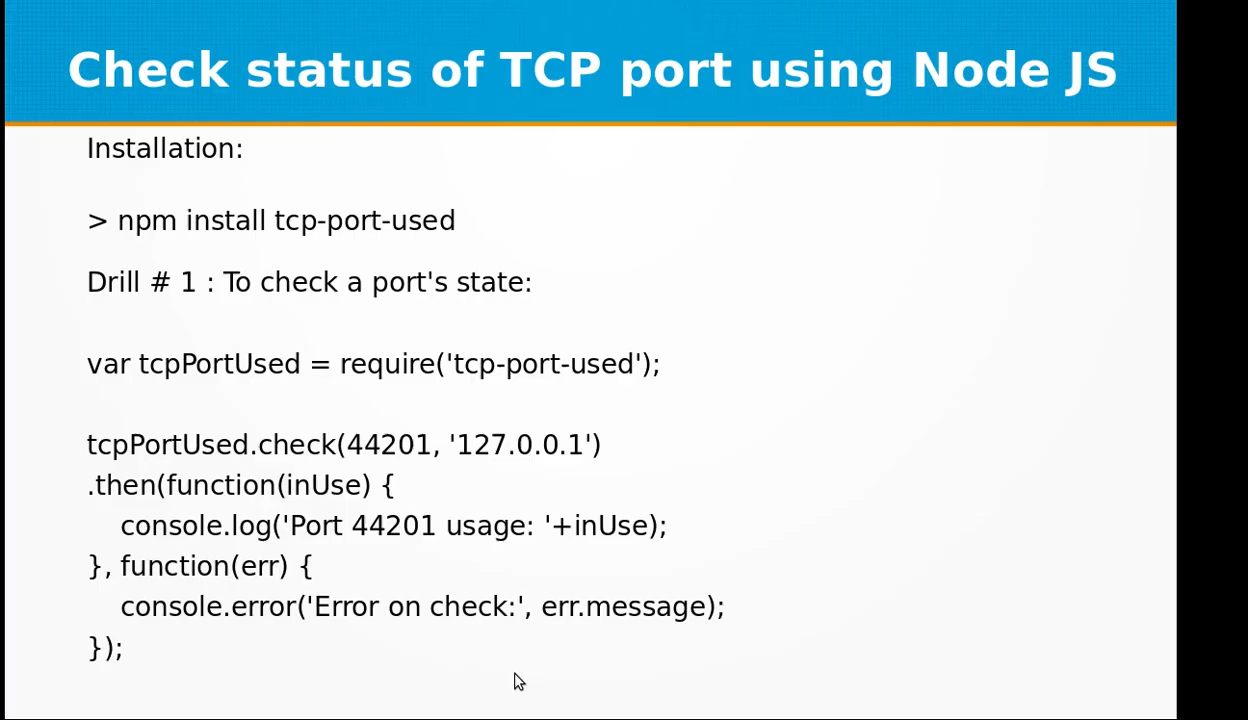 Check status of TCP port using Node JS
Installation:
> npm install tcp-port-used
Drill # 1 : To check a port's state:
var tcpPortUsed = require('tcp-port-used');
tcpPortUsed.check(44201, '127.0.0.1')
.then(function(inUse) {
    console.log('Port 44201 usage: '+inUse);
}, function(err) {
    console.error('Error on check:', err.message);
});